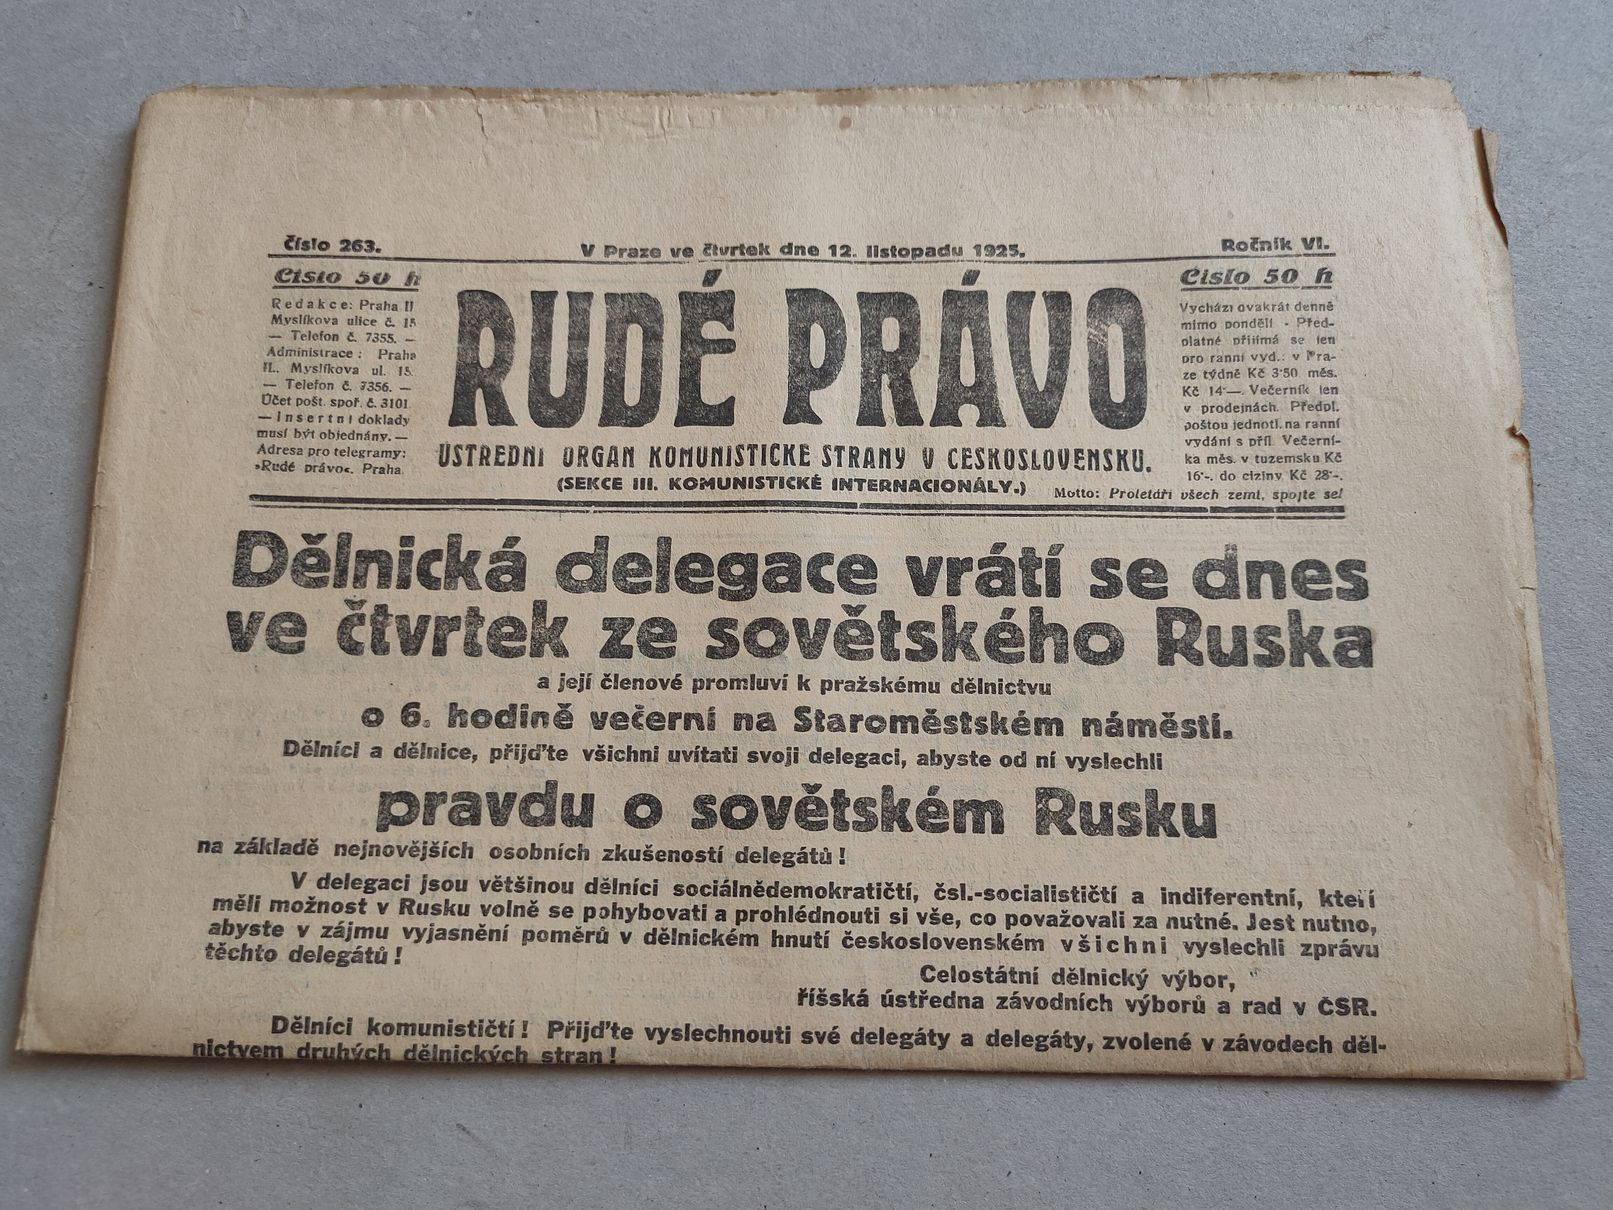 číslo 263.
V Praze ve čtvrtek dne 12. listopadu 1925.
Ročník VI.
Cislo 50 h
Redakce: Praha II
Myslíkova ulice č. 15
— Telefon č. 7355. —
Administrace: Praha
II., Myslíkova ul. 15.
— Telefon č. 7356. —
Účet pošt. spoř. č. 3101
— Insertní doklady
musí být objednány. —
Adresa pro telegramy:
»Rudé právo«. Praha.
RUDÉ PRÁVO
USTREDNI ORGAN KOMUNISTICKE STRANY V CESKOSLOVENSKU.
(SEKCE III. KOMUNISTICKÉ INTERNACIONÁLY.)
Cislo 50 h
Vychází dvakrát denně
mimo pondělí - Před-
platné přijímá se jen
pro ranní vyd.: v Pra-
ze týdně Kč 3·50 měs.
Kč 14·—. Večerník jen
v prodejnách. Předpl.
poštou jednotl. na ranní
vydání s příl. Večerní-
ka měs. v tuzemsku Kč
16·-. do ciziny Kč 28·-.
Motto: Proletáři všech zemí, spojte se!
Dělnická delegace vrátí se dnes
ve čtvrtek ze sovětského Ruska
a její členové promluví k pražskému dělnictvu
o 6. hodině večerní na Staroměstském náměstí.
Dělníci a dělnice, přijďte všichni uvítati svoji delegaci, abyste od ní vyslechli
pravdu o sovětském Rusku
na základě nejnovějších osobních zkušeností delegátů!
V delegaci jsou většinou dělníci sociálnědemokratičtí, čsl.-socialističtí a indiferentní, kteří
měli možnost v Rusku volně se pohybovati a prohlédnouti si vše, co považovali za nutné. Jest nutno,
abyste v zájmu vyjasnění poměrů v dělnickém hnutí československém všichni vyslechli zprávu
těchto delegátů!
Celostátní dělnický výbor,
říšská ústředna závodních výborů a rad v ČSR.
Dělníci komunističtí! Přijďte vyslechnouti své delegáty a delegáty, zvolené v závodech děl-
nictvem druhých dělnických stran!